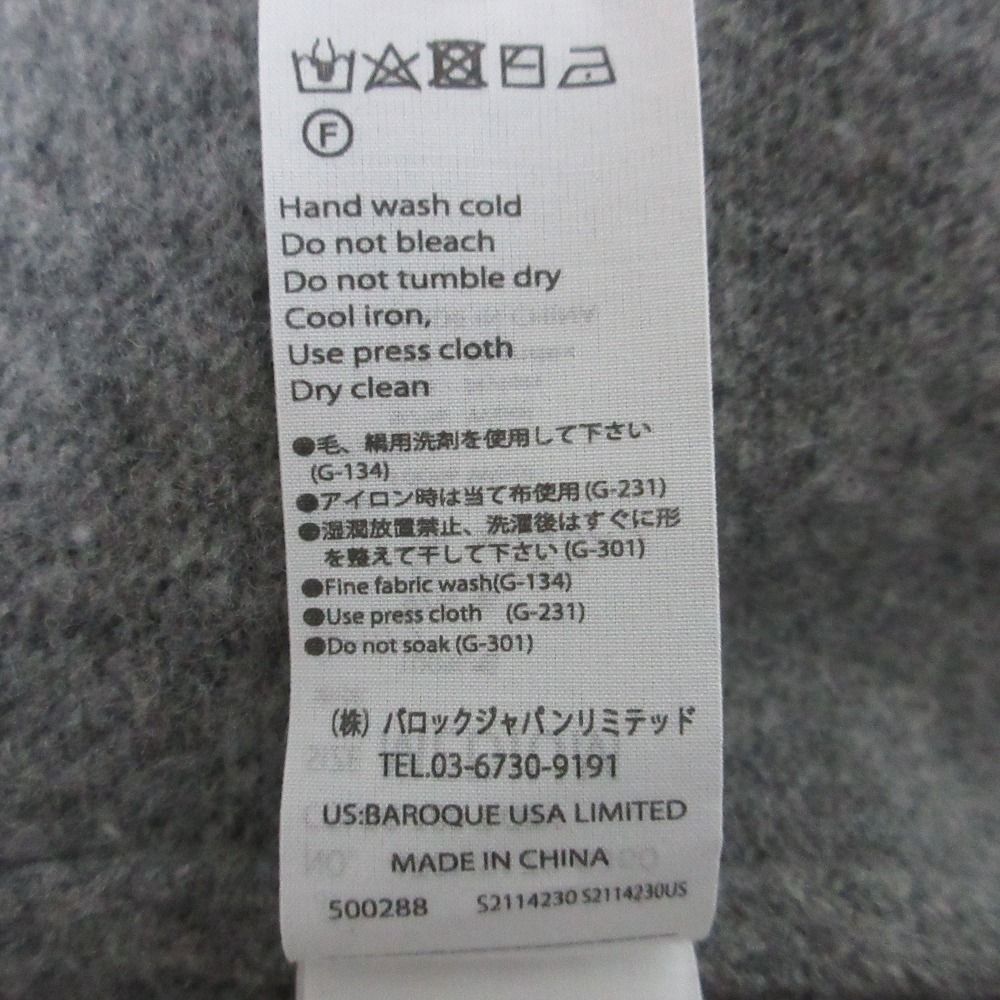 F
Hand wash cold
Do not bleach
Do not tumble dry
Cool iron,
Use press cloth
Dry clean
●毛、絹用洗剤を使用して下さい
(G-134)
●アイロン時は当て布使用(G-231)
●湿潤放置禁止、洗濯後はすぐに形
を整えて干して下さい(G-301)
●Fine fabric wash(G-134)
●Use press cloth (G-231)
●Do not soak (G-301)
(株) バロックジャパンリミテッド
TEL.03-6730-9191
US:BAROQUE USA LIMITED
MADE IN CHINA
500288 S2114230 S2114230US